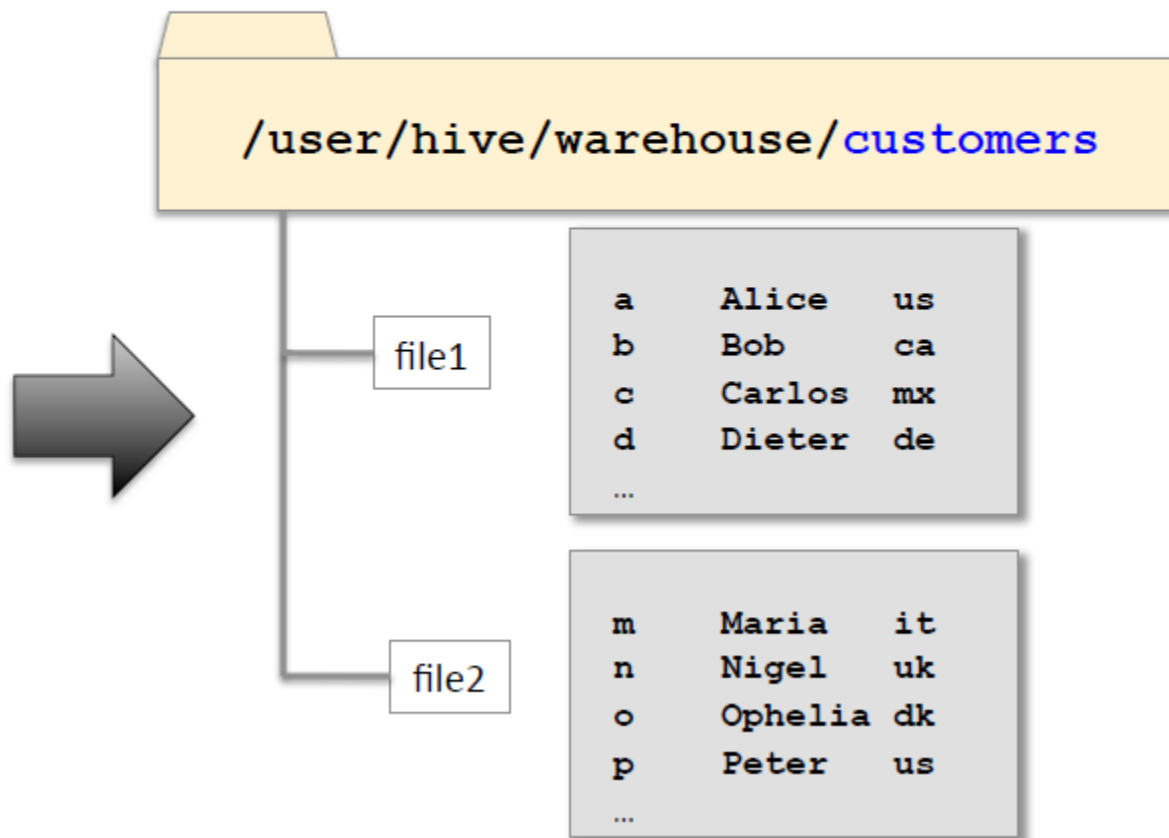 /user/hive/warehouse/customers
file1
a Alice us
b Bob ca
c Carlos mx
d Dieter de
…
file2
m Maria it
n Nigel uk
o Ophelia dk
p Peter us
…